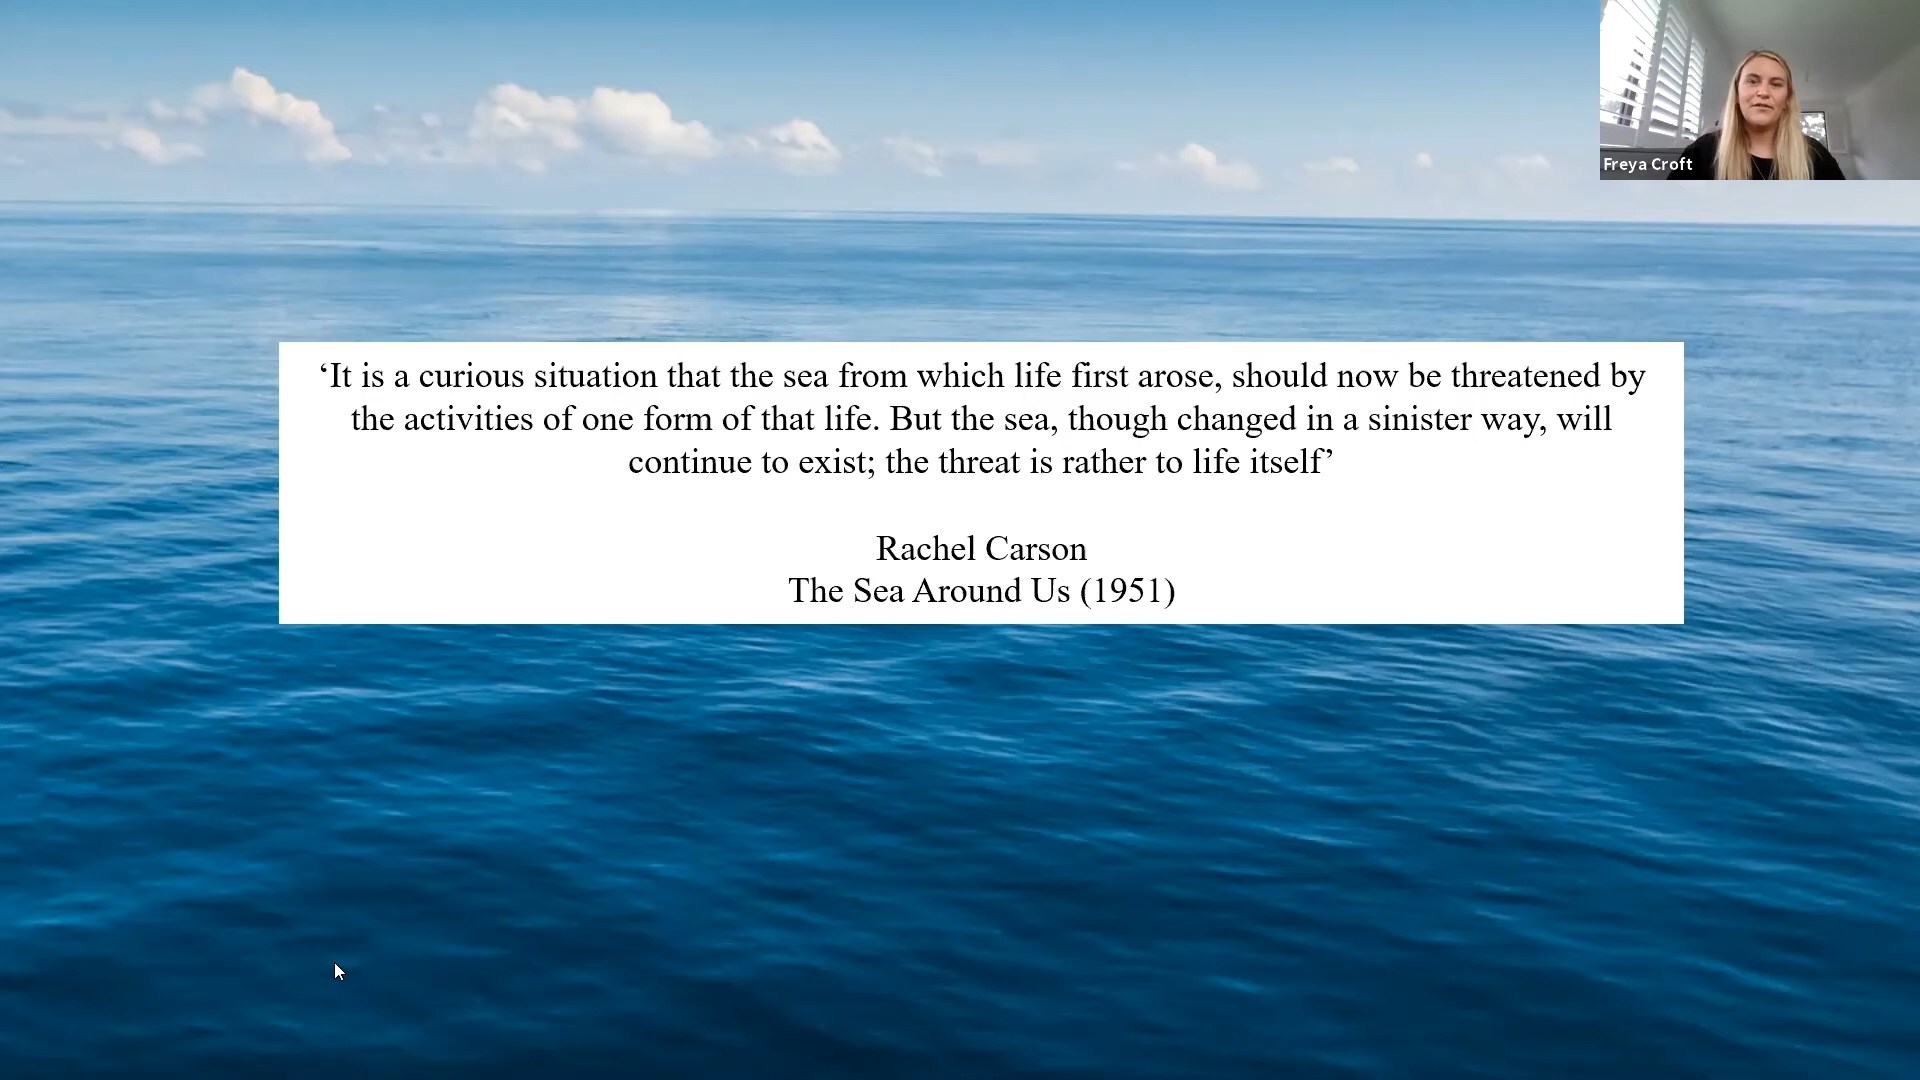 Freya Croft
‘It is a curious situation that the sea from which life first arose, should now be threatened by
the activities of one form of that life. But the sea, though changed in a sinister way, will
continue to exist; the threat is rather to life itself’
Rachel Carson
The Sea Around Us (1951)